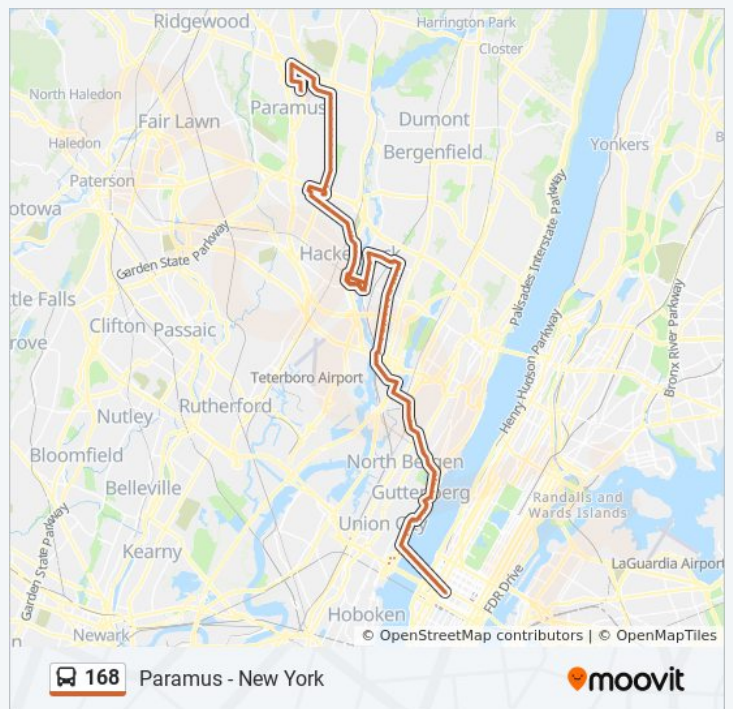 Ridgewood
Harrington Park
Closter
North Haledon
Paramus
Fair Lawn
Dumont
Haledon
Bergenfield
Yonkers
B
Paterson
otowa
Palisades Interstate Parkway
Garden State Parkway
ttle Falls
Clifton
Passaic
rove
Henry Hudson Parkway
Bronx River Parkway
Teterboro Airport
Rutherford
Nutley
Bloomfield
North Bergen
Belleville
Guttenberg
Randalls and
Wards Islands
Union City
Garden State Parkway
Kearny
LaGuardia Airport
FDR Drive
Hoboken
Newark
© OpenStreetMap contributors | © OpenMapTiles
168 Paramus - New York
moovit